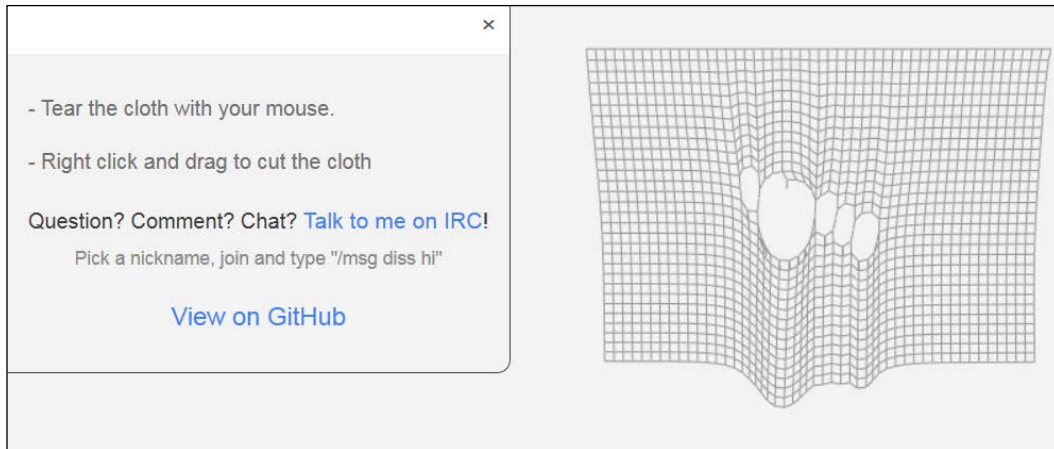 ×
- Tear the cloth with your mouse.
- Right click and drag to cut the cloth
Question? Comment? Chat? Talk to me on IRC!
Pick a nickname, join and type "/msg diss hi"
View on GitHub